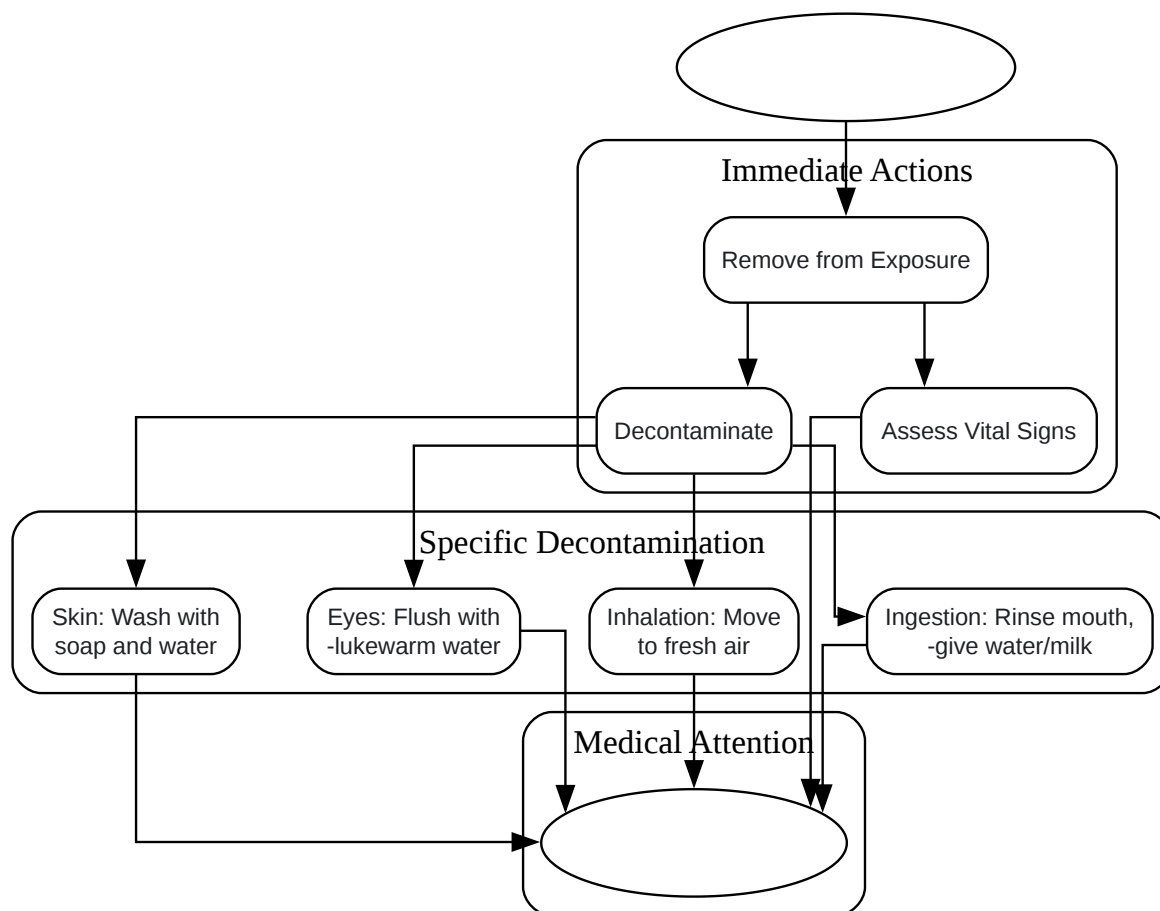 Immediate Actions
Remove from Exposure
Decontaminate
Assess Vital Signs
Specific Decontamination
Skin: Wash with
soap and water
Eyes: Flush with
-lukewarm water
Inhalation: Move
to fresh air
Ingestion: Rinse mouth,
-give water/milk
Medical Attention